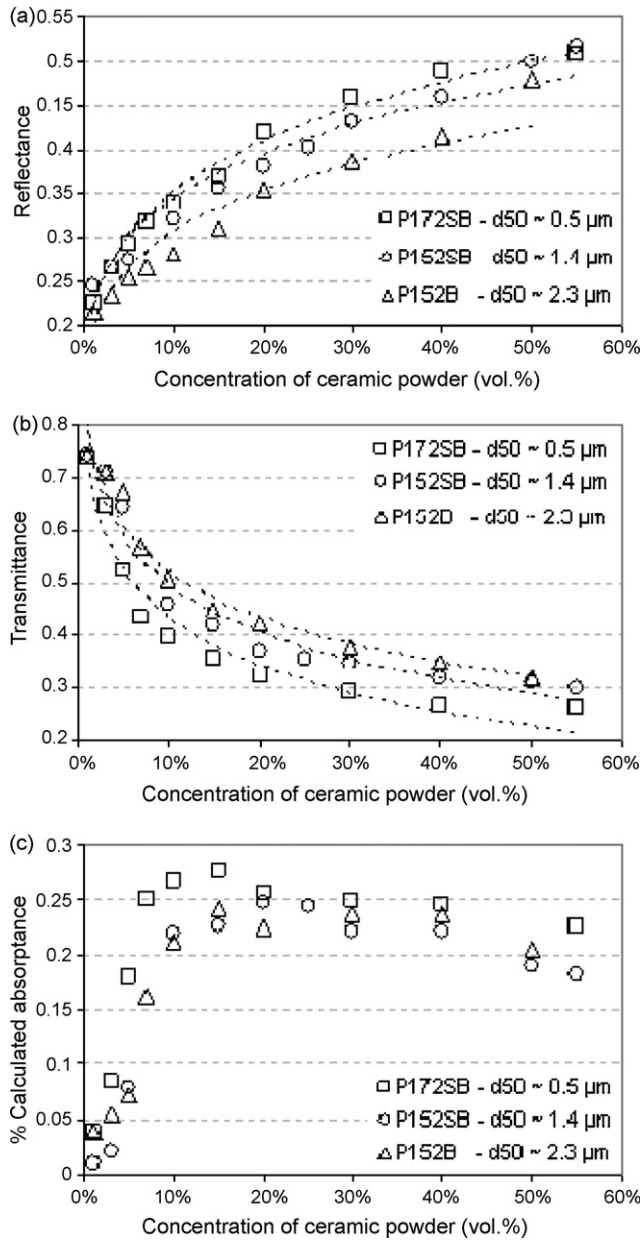 (a)
0.55
0.5
0.15
0.4
0.35
0.3
0.25
0.2
Reflectance
P172SB - d50 ~ 0.5 µm
P152SB d50 ~ 1.4 µm
P152B - d50 ~ 2.3 µm
0% 10% 20% 30% 40% 50% 60%
Concentration of ceramic powder (vol.%)
(b)
0.8
0.7
0.6
0.5
0.4
0.3
0.2
Transmittance
P172SB - d50 ~ 0.5 µm
P152SB - d50 ~ 1.4 µm
P152D - d50 ~ 2.3 µm
0% 10% 20% 30% 40% 50% 60%
Concentration of ceramic powder (vol.%)
(c)
0.3
0.25
0.2
0.15
0.1
0.05
0
% Calculated absorptance
P172SB - d50 ~ 0.5 µm
P152SB - d50 ~ 1.4 µm
P152B - d50 ~ 2.3 µm
0% 10% 20% 30% 40% 50% 60%
Concentration of ceramic powder (vol.%)